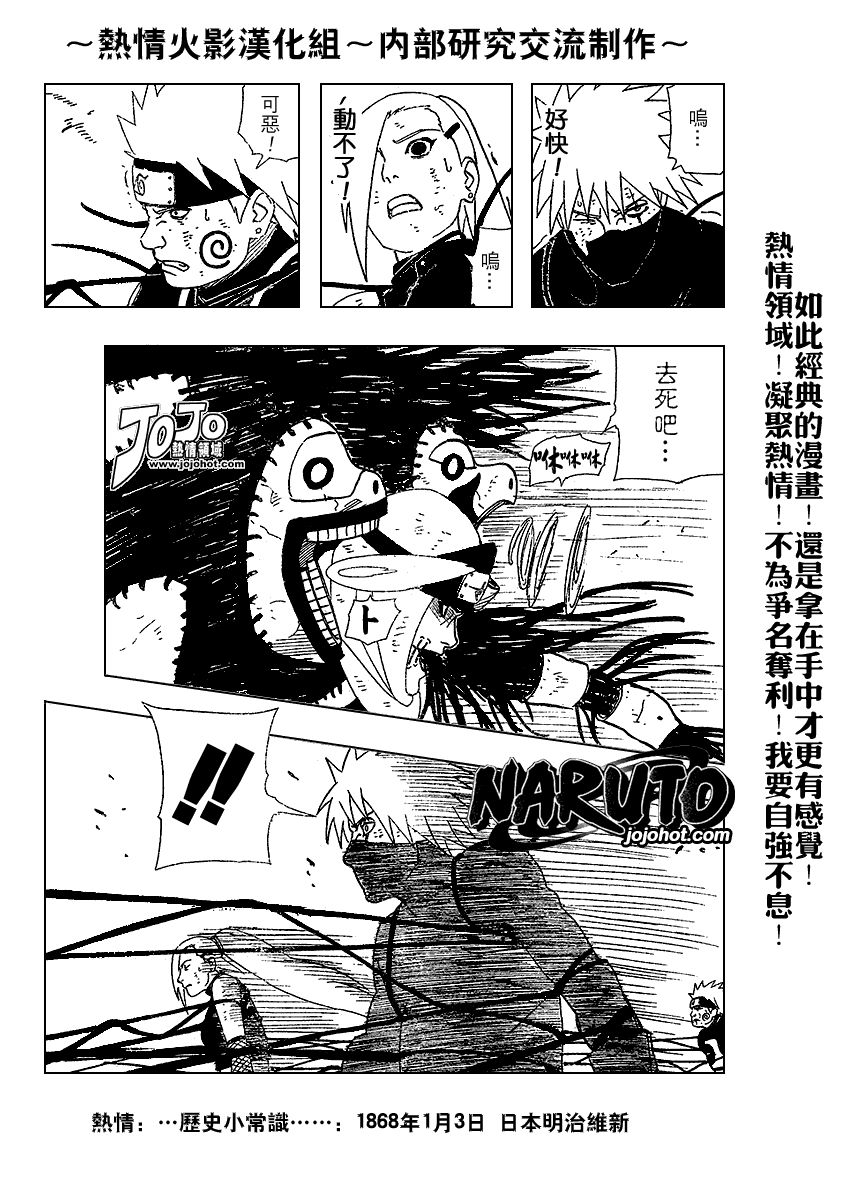 ～熱情火影漢化組～內部研究交流制作～
嗚…
好快！
動不了！
嗚…
可惡！
去死吧…
咻咻咻
ト
JOJO
熱情領域
www.jojohot.com
!!
NARUTO
jojohot.com
如此經典的漫畫！還是拿在手中才更有感覺！
熱情領域！凝聚熱情！不為爭名奪利！我要自強不息！
熱情：…歷史小常識……：1868年1月3日 日本明治維新